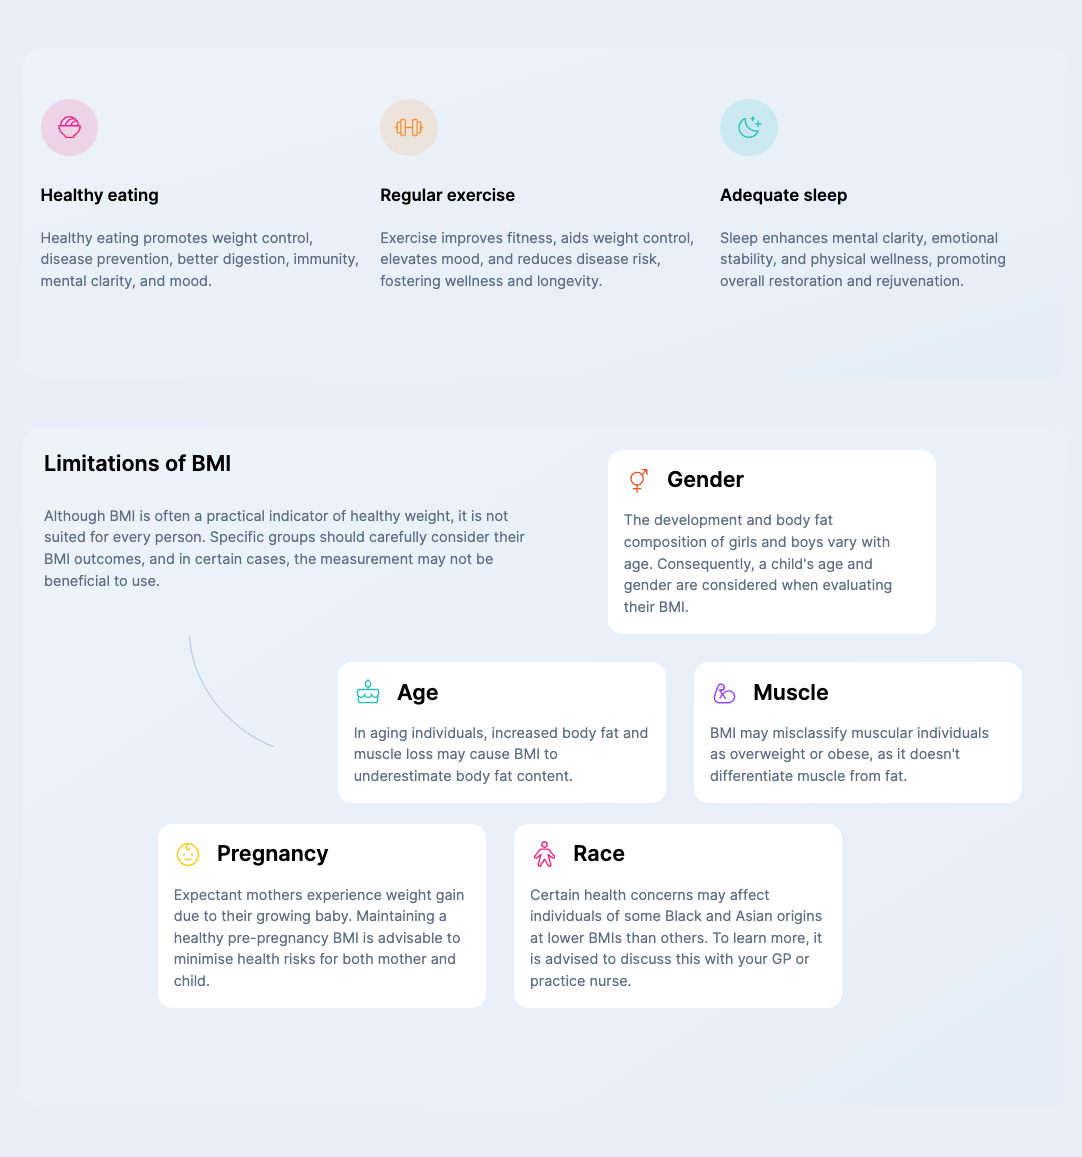 Healthy eating
Healthy eating promotes weight control,
disease prevention, better digestion, immunity,
mental clarity, and mood.
Regular exercise
Exercise improves fitness, aids weight control,
elevates mood, and reduces disease risk,
fostering wellness and longevity.
Adequate sleep
Sleep enhances mental clarity, emotional
stability, and physical wellness, promoting
overall restoration and rejuvenation.
Limitations of BMI
Although BMI is often a practical indicator of healthy weight, it is not
suited for every person. Specific groups should carefully consider their
BMI outcomes, and in certain cases, the measurement may not be
beneficial to use.
Gender
The development and body fat
composition of girls and boys vary with
age. Consequently, a child's age and
gender are considered when evaluating
their BMI.
Age
In aging individuals, increased body fat and
muscle loss may cause BMI to
underestimate body fat content.
Muscle
BMI may misclassify muscular individuals
as overweight or obese, as it doesn't
differentiate muscle from fat.
Pregnancy
Expectant mothers experience weight gain
due to their growing baby. Maintaining a
healthy pre-pregnancy BMI is advisable to
minimise health risks for both mother and
child.
Race
Certain health concerns may affect
individuals of some Black and Asian origins
at lower BMIs than others. To learn more, it
is advised to discuss this with your GP or
practice nurse.